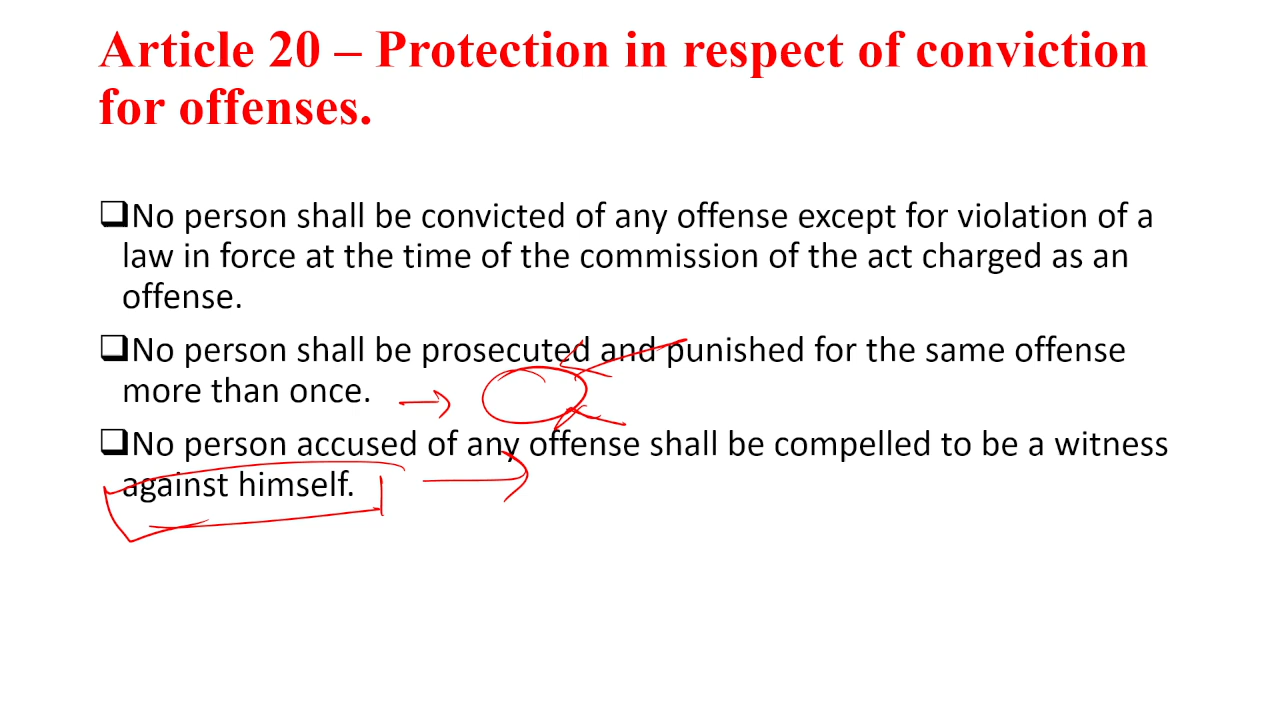 Article 20 – Protection in respect of conviction
for offenses.
❑No person shall be convicted of any offense except for violation of a
law in force at the time of the commission of the act charged as an
offense.
❑No person shall be prosecuted and punished for the same offense
more than once.
❑No person accused of any offense shall be compelled to be a witness
against himself.